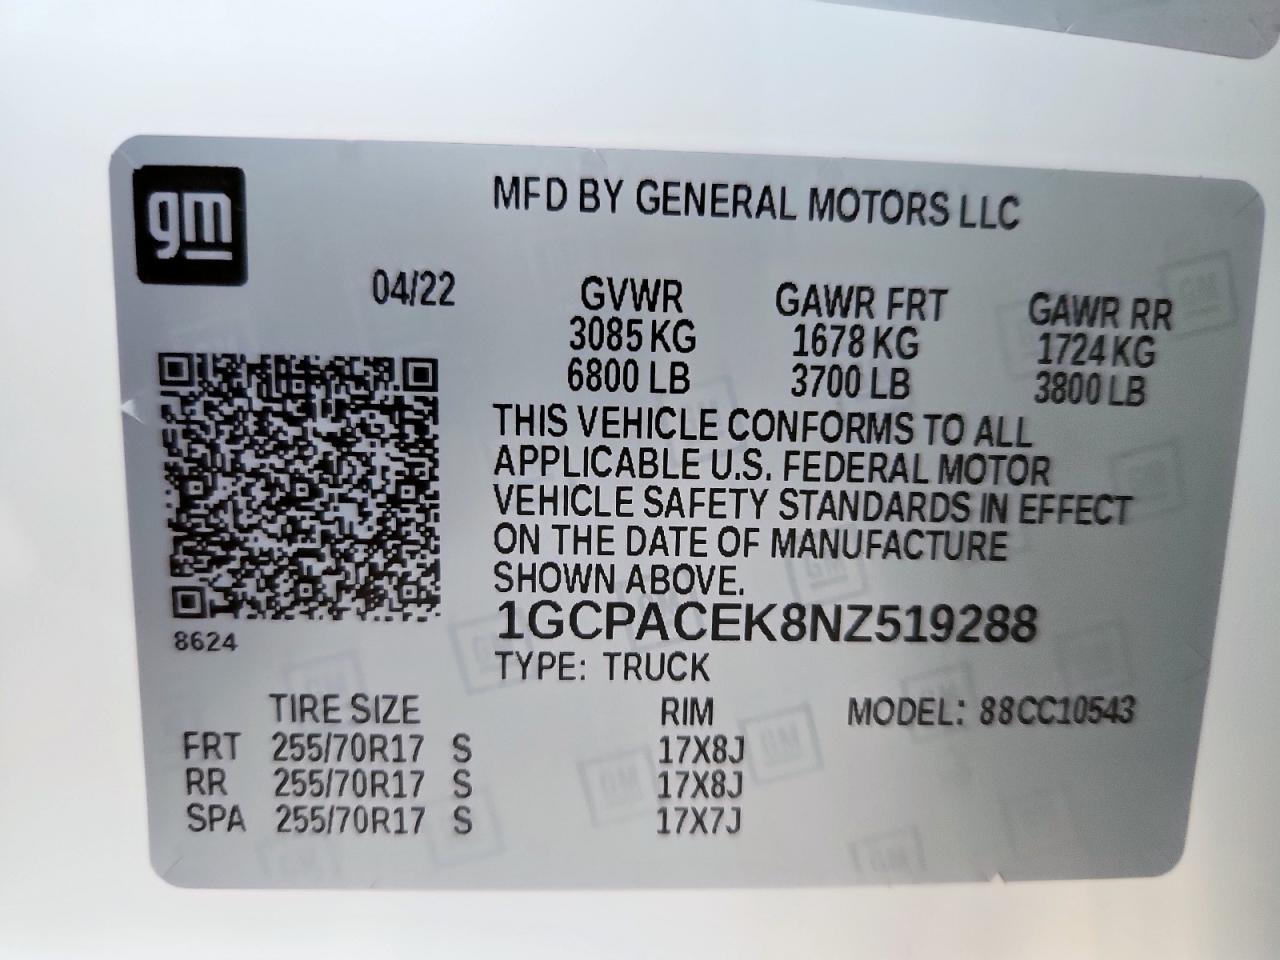 gm
MFD BY GENERAL MOTORS LLC
04/22 GVWR GAWR FRT GAWR RR
3085 KG 1678 KG 1724 KG
6800 LB 3700 LB 3800 LB
THIS VEHICLE CONFORMS TO ALL
APPLICABLE U.S. FEDERAL MOTOR
VEHICLE SAFETY STANDARDS IN EFFECT
ON THE DATE OF MANUFACTURE
SHOWN ABOVE.
1GCPACEK8NZ519288
8624
TYPE: TRUCK
TIRE SIZE RIM MODEL: 88CC10543
FRT 255/70R17 S 17X8J
RR 255/70R17 S 17X8J
SPA 255/70R17 S 17X7J